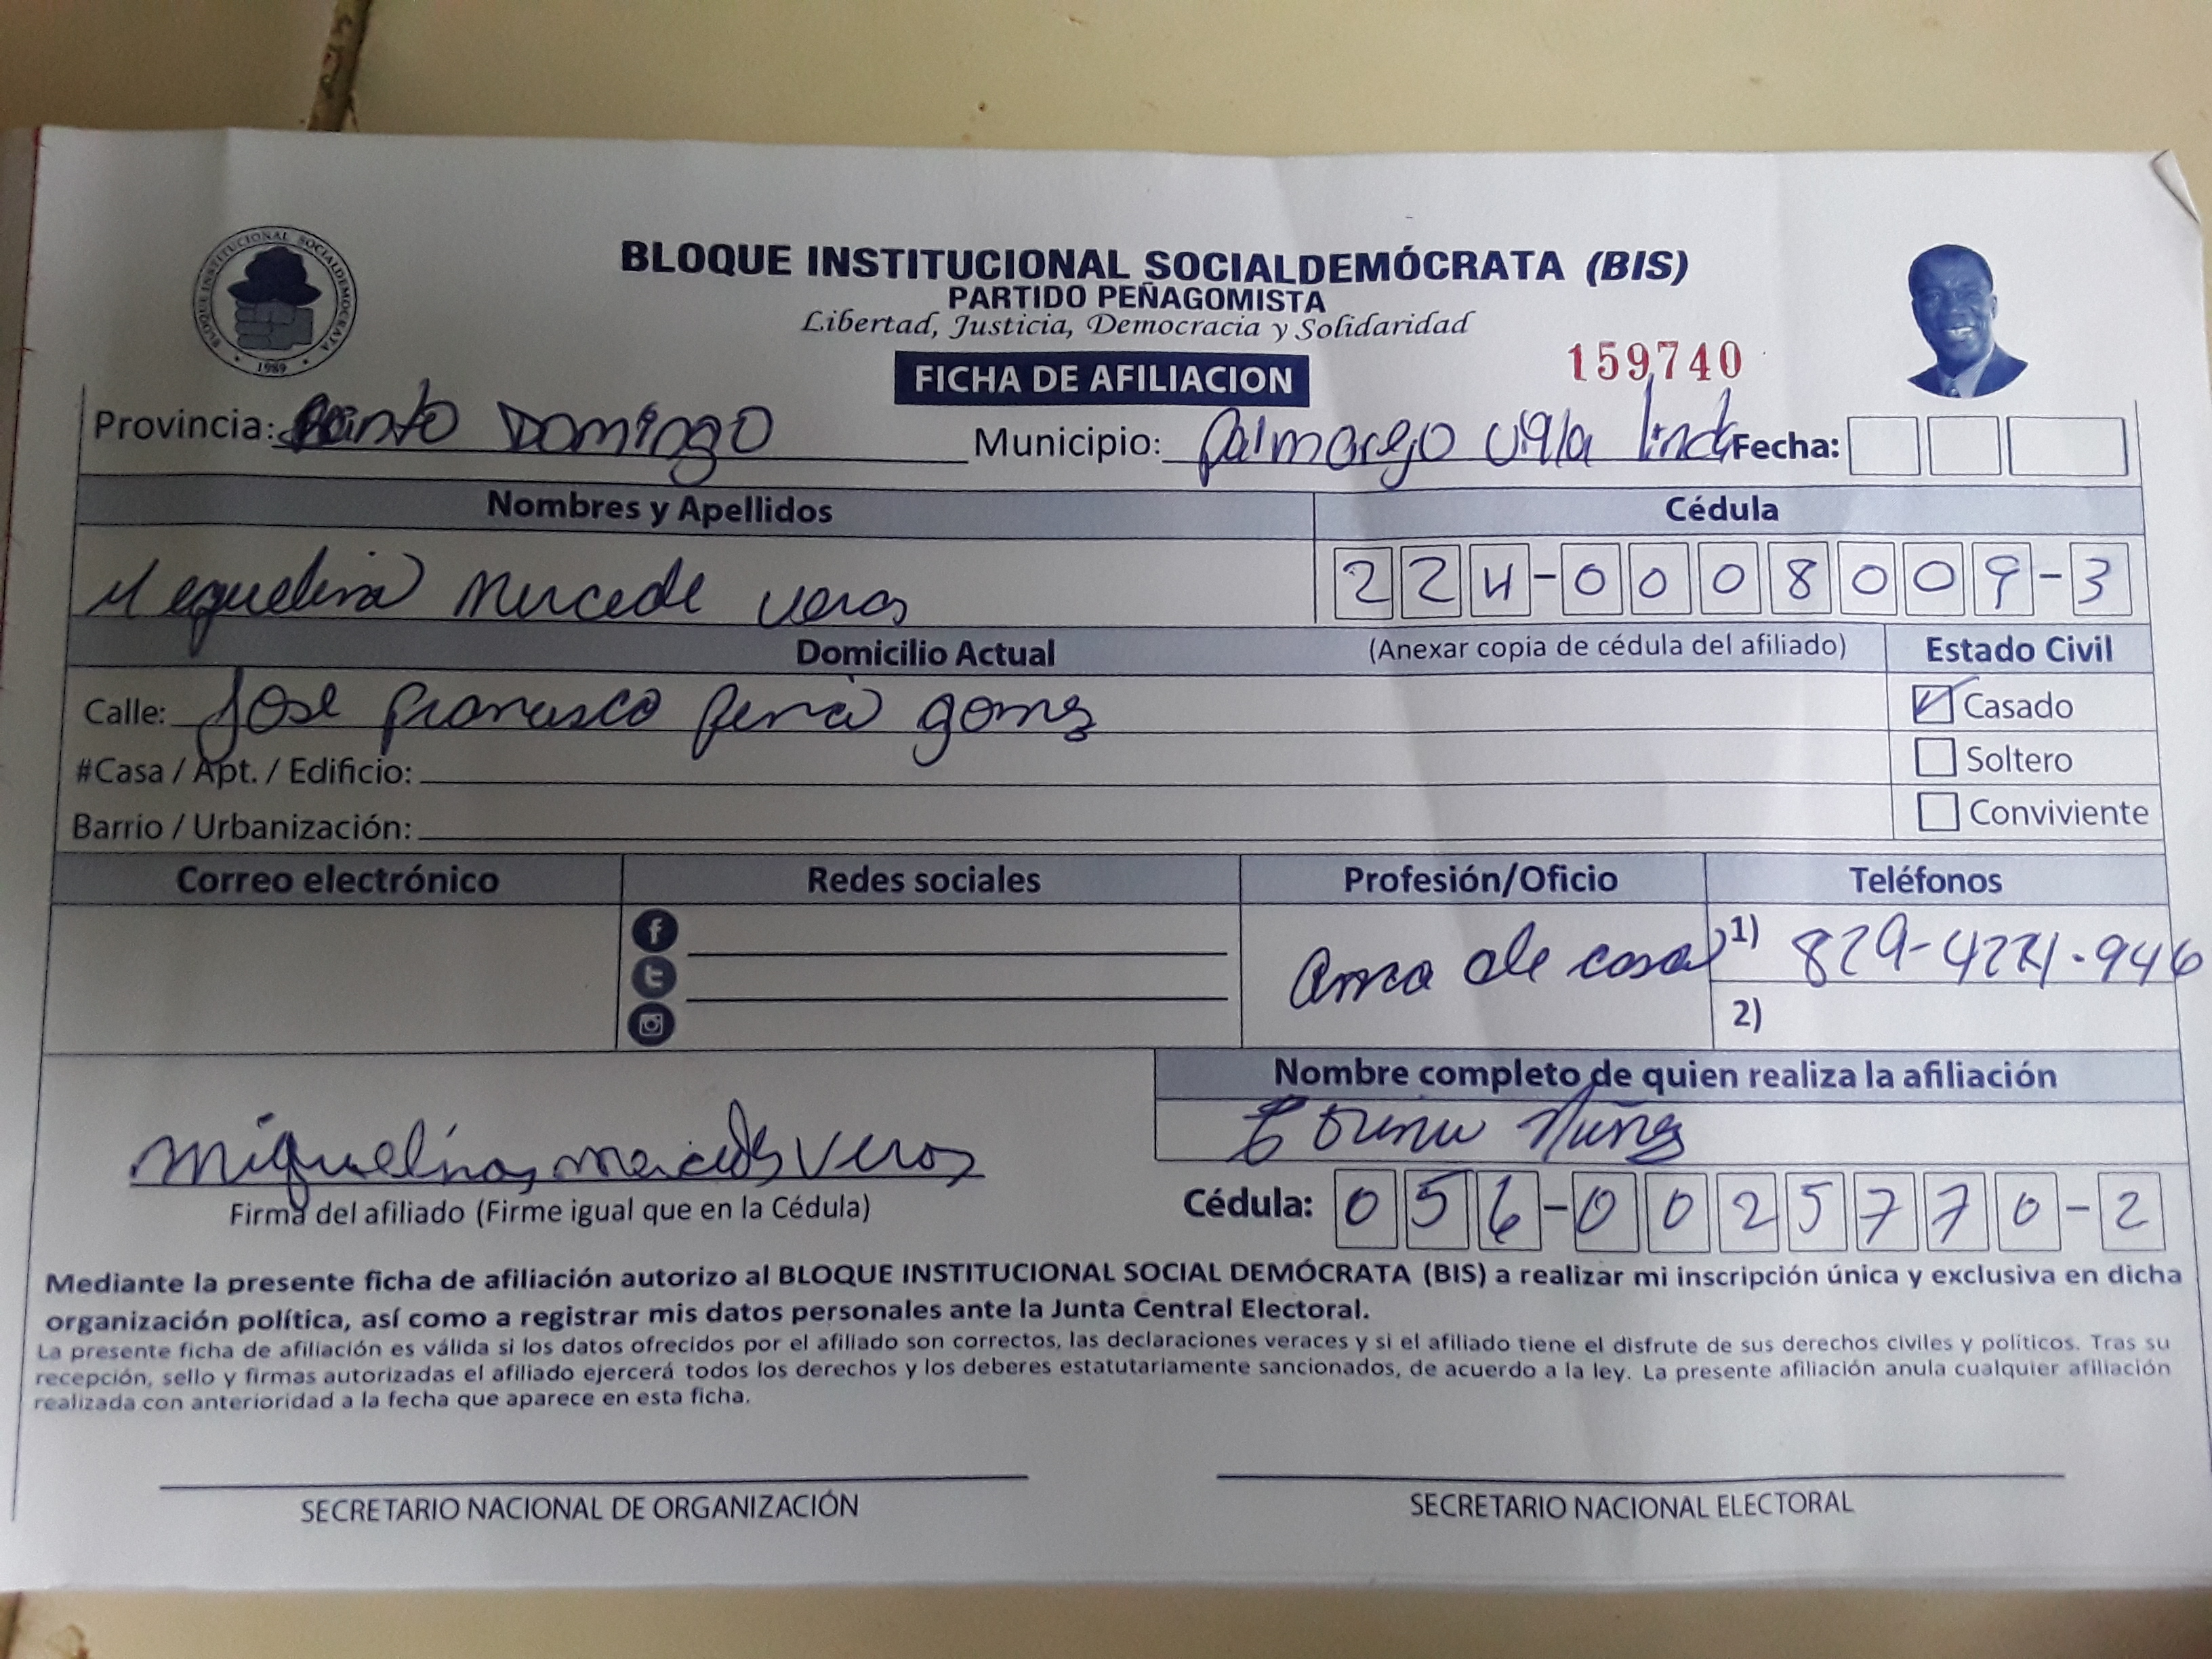 BLOQUE INSTITUCIONAL SOCIALDEMOCRATA
1989
BLOQUE INSTITUCIONAL SOCIALDEMÓCRATA (BIS)
PARTIDO PEÑAGOMISTA
Libertad, Justicia, Democracia y Solidaridad
FICHA DE AFILIACION
159740
Provincia: Santo Domingo Municipio: Palmarejo villa linda Fecha:
Nombres y Apellidos Cédula
Mercede veras 224-0008009-3
Domicilio Actual (Anexar copia de cédula del afiliado) Estado Civil
Calle: Jose francisco peña gomez Casado
#Casa / Apt. / Edificio: Soltero
Barrio / Urbanización: Conviviente
Correo electrónico Redes sociales Profesión/Oficio Teléfonos
ama de casa 1) 829-
2)
Nombre completo de quien realiza la afiliación
Núñez
Miguelina mercedes Veras
Firma del afiliado (Firme igual que en la Cédula) Cédula: 056-0025770-2
Mediante la presente ficha de afiliación autorizo al BLOQUE INSTITUCIONAL SOCIAL DEMÓCRATA (BIS) a realizar mi inscripción única y exclusiva en dicha
organización política, así como a registrar mis datos personales ante la Junta Central Electoral.
La presente ficha de afiliación es válida si los datos ofrecidos por el afiliado son correctos, las declaraciones veraces y si el afiliado tiene el disfrute de sus derechos civiles y políticos. Tras su
recepción, sello y firmas autorizadas el afiliado ejercerá todos los derechos y los deberes estatutariamente sancionados, de acuerdo a la ley. La presente afiliación anula cualquier afiliación
realizada con anterioridad a la fecha que aparece en esta ficha.
SECRETARIO NACIONAL DE ORGANIZACIÓN SECRETARIO NACIONAL ELECTORAL